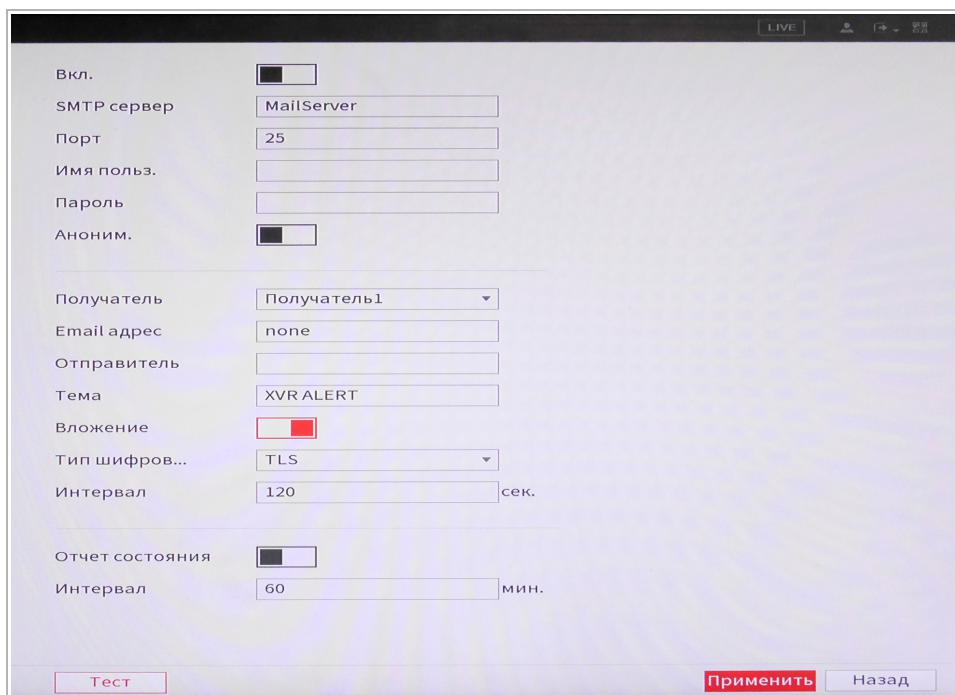 LIVE
Вкл.
SMTP сервер MailServer
Порт 25
Имя польз.
Пароль
Аноним.
Получатель Получатель1
Email адрес none
Отправитель
Тема XVR ALERT
Вложение
Тип шифров... TLS
Интервал 120 сек.
Отчет состояния
Интервал 60 мин.
Тест Применить Назад